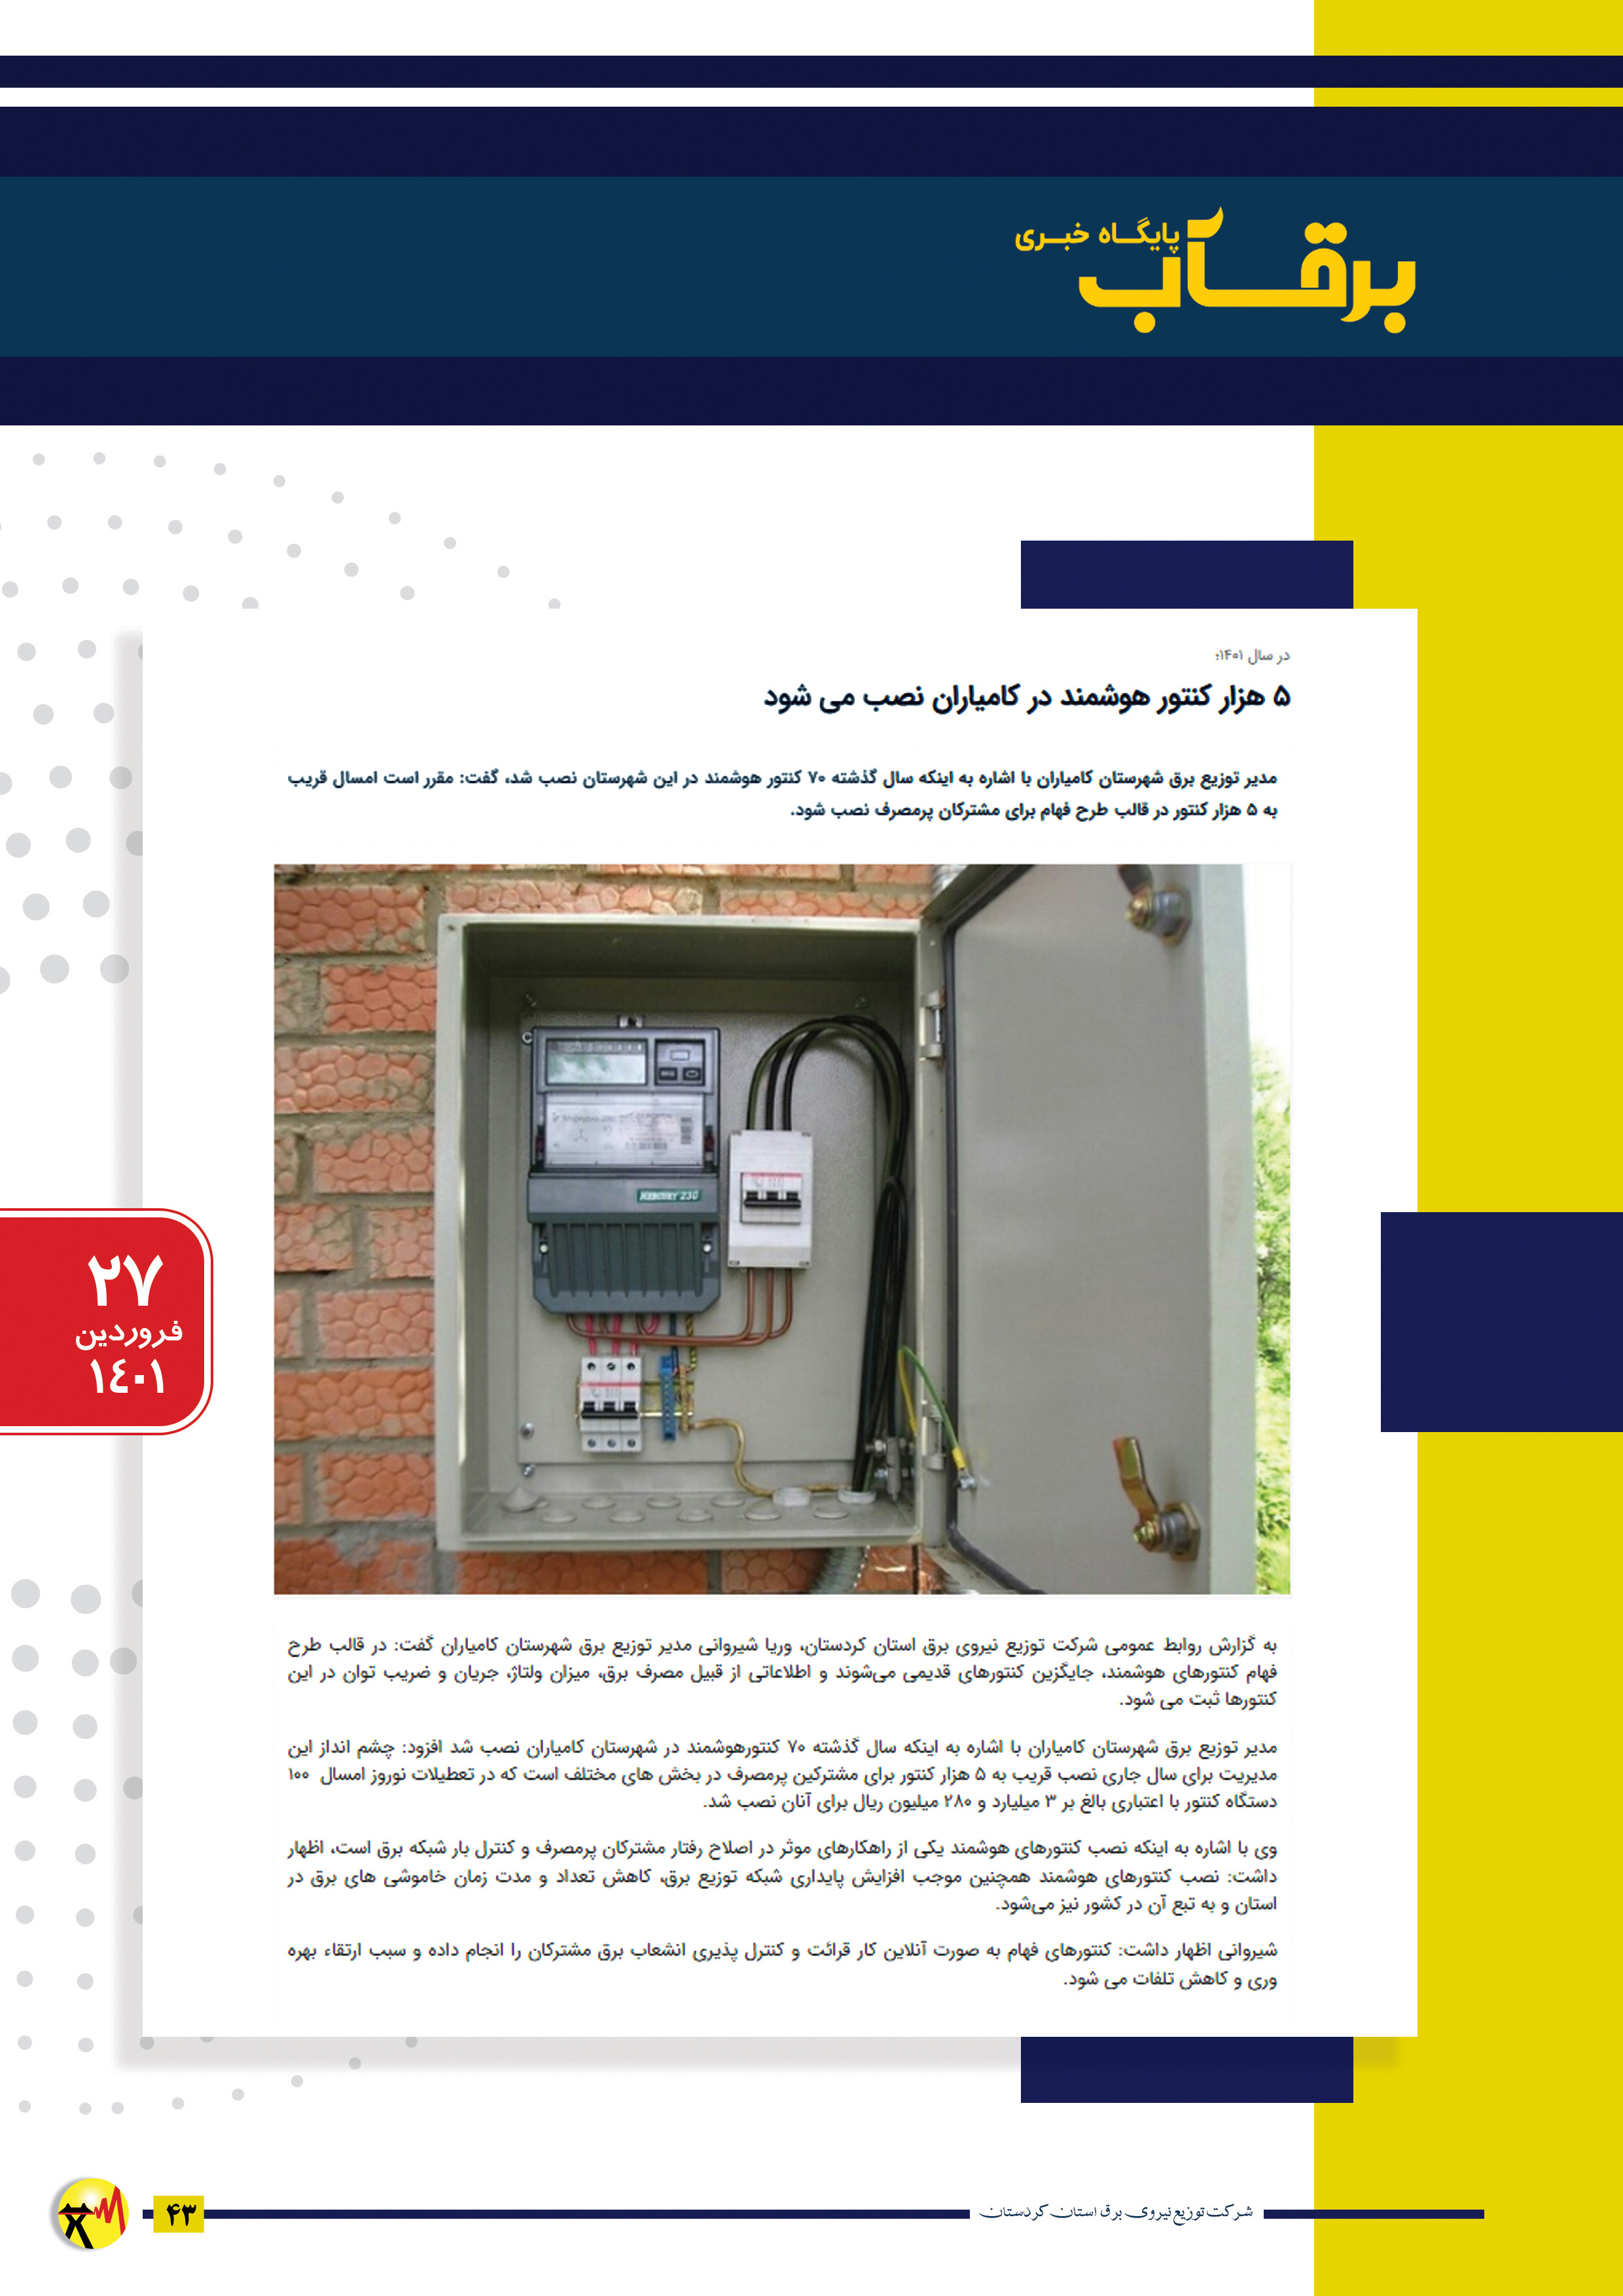 پایگاه خبری
برقآب
در سال ۱۴۰۱؛
۵ هزار کنتور هوشمند در کامیاران نصب می شود
مدیر توزیع برق شهرستان کامیاران با اشاره به اینکه سال گذشته ۷۰ کنتور هوشمند در این شهرستان نصب شد، گفت: مقرر است امسال قریب
به ۵ هزار کنتور در قالب طرح فهام برای مشترکان پرمصرف نصب شود.
MERCURY 230
۲۷
فروردین
۱٤۰۱
به گزارش روابط عمومی شرکت توزیع نیروی برق استان کردستان، وریا شیروانی مدیر توزیع برق شهرستان کامیاران گفت: در قالب طرح
فهام کنتورهای هوشمند، جایگزین کنتورهای قدیمی می‌شوند و اطلاعاتی از قبیل مصرف برق، میزان ولتاژ، جریان و ضریب توان در این
کنتورها ثبت می شود.
مدیر توزیع برق شهرستان کامیاران با اشاره به اینکه سال گذشته ۷۰ کنتورهوشمند در شهرستان کامیاران نصب شد افزود: چشم انداز این
مدیریت برای سال جاری نصب قریب به ۵ هزار کنتور برای مشترکین پرمصرف در بخش های مختلف است که در تعطیلات نوروز امسال ۱۰۰
دستگاه کنتور با اعتباری بالغ بر ۳ میلیارد و ۲۸۰ میلیون ریال برای آنان نصب شد.
وی با اشاره به اینکه نصب کنتورهای هوشمند یکی از راهکارهای موثر در اصلاح رفتار مشترکان پرمصرف و کنترل بار شبکه برق است، اظهار
داشت: نصب کنتورهای هوشمند همچنین موجب افزایش پایداری شبکه توزیع برق، کاهش تعداد و مدت زمان خاموشی های برق در
استان و به تبع آن در کشور نیز می‌شود.
شیروانی اظهار داشت: کنتورهای فهام به صورت آنلاین کار قرائت و کنترل پذیری انشعاب برق مشترکان را انجام داده و سبب ارتقاء بهره
وری و کاهش تلفات می شود.
شرکت توزیع نیروی برق استان کردستان
۴۳